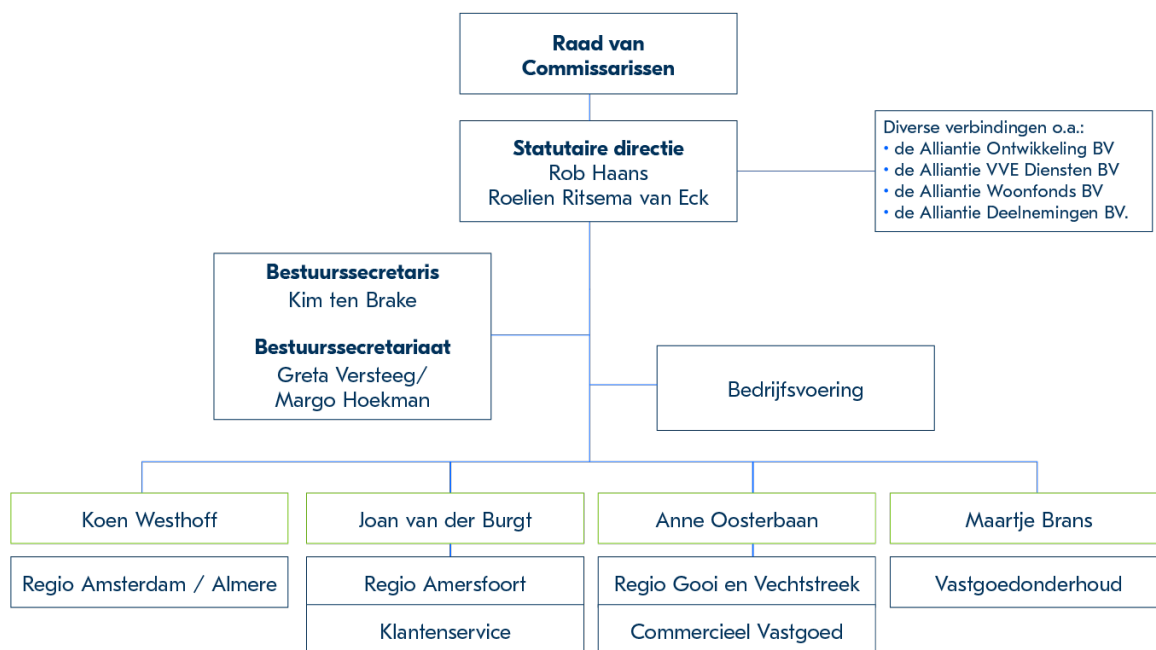 Raad van
Commissarissen
Statutaire directie
Rob Haans
Roelien Ritsema van Eck
Diverse verbindingen o.a.:
• de Alliantie Ontwikkeling BV
• de Alliantie VVE Diensten BV
• de Alliantie Woonfonds BV
• de Alliantie Deelnemingen BV.
Bestuurssecretaris
Kim ten Brake
Bestuurssecretariaat
Greta Versteeg/
Margo Hoekman
Bedrijfsvoering
Koen Westhoff
Joan van der Burgt
Anne Oosterbaan
Maartje Brans
Regio Amsterdam / Almere
Regio Amersfoort
Regio Gooi en Vechtstreek
Vastgoedonderhoud
Klantenservice
Commercieel Vastgoed